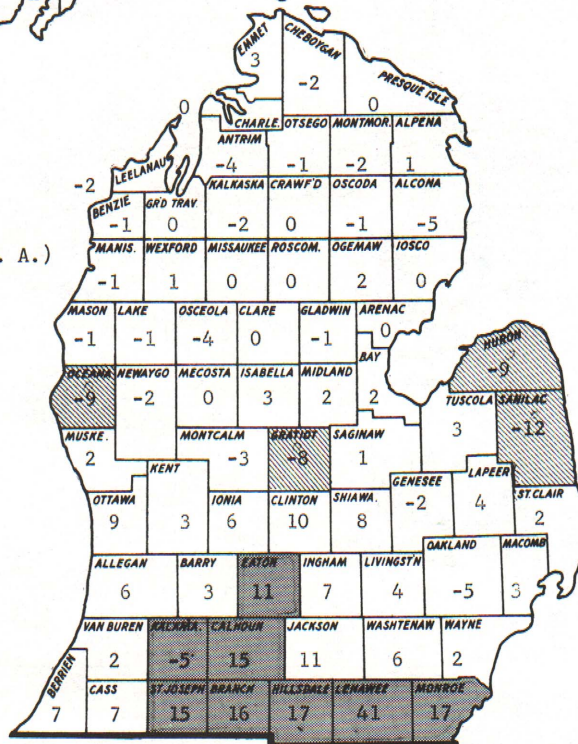 EMMET CHEBOYGAN
3 -2 PRESQUE ISLE
0 0
CHARLE. OTSEGO MONTMOR. ALPENA
ANTRIM
-4 -1 -2 1
-2 LEELANAU
KALKASKA CRAWF'D OSCODA ALCONA
BENZIE GR'D TRAV.
-1 0 -2 0 -1 -5
. A.)
MANIS. WEXFORD MISSAUKEE ROSCOM. OGEMAW IOSCO
-1 1 0 0 2 0
MASON LAKE OSCEOLA CLARE GLADWIN ARENAC
-1 -1 -4 0 -1 0
HURON
-9
BAY
OCEANA NEWAYGO MECOSTA ISABELLA MIDLAND
-9 -2 0 3 2 2
TUSCOLA SANILAC
3 -12
MUSKE. MONTCALM GRATIOT SAGINAW
2 -3 -8 1
KENT GENESEE LAPEER
OTTAWA IONIA CLINTON SHIAWA. ST.CLAIR
9 3 6 10 8 -2 4 2
OAKLAND MACOMB
ALLEGAN BARRY EATON INGHAM LIVINGST'N
6 3 11 7 4 -5 3
VAN BUREN KALAMA. CALHOUN JACKSON WASHTENAW WAYNE
2 -5 15 11 6 2
BERRIEN
CASS ST.JOSEPH BRANCH HILLSDALE LENAWEE MONROE
7 7 15 16 17 41 17